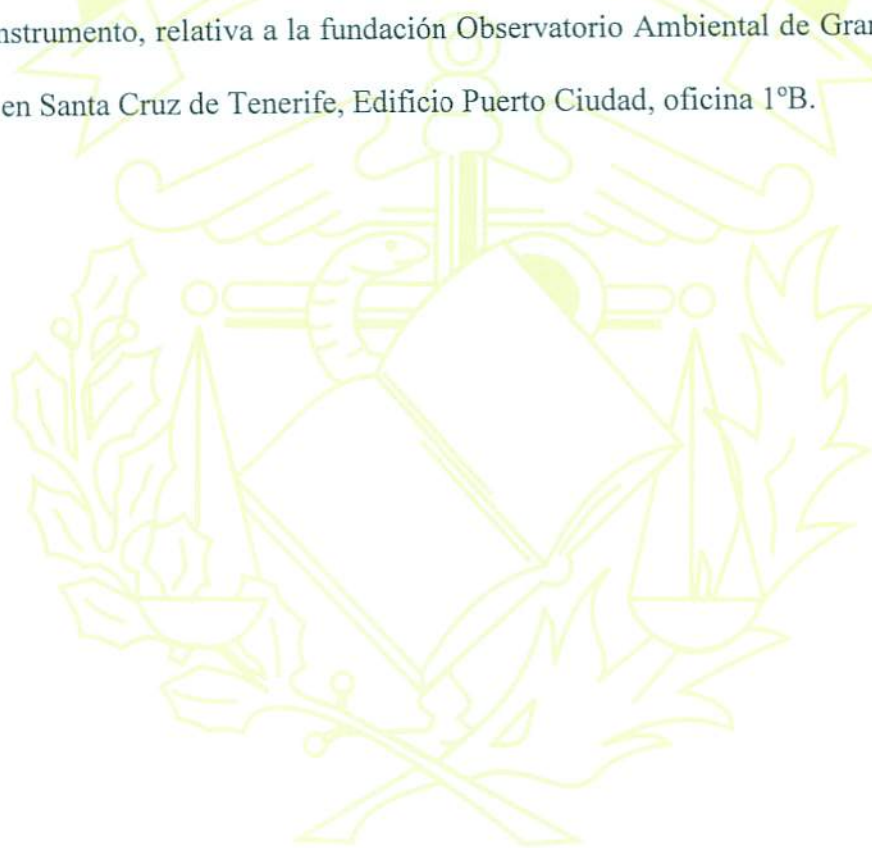 nstrumento, relativa a la fundación Observatorio Ambiental de Gra
en Santa Cruz de Tenerife, Edificio Puerto Ciudad, oficina 1ºB.